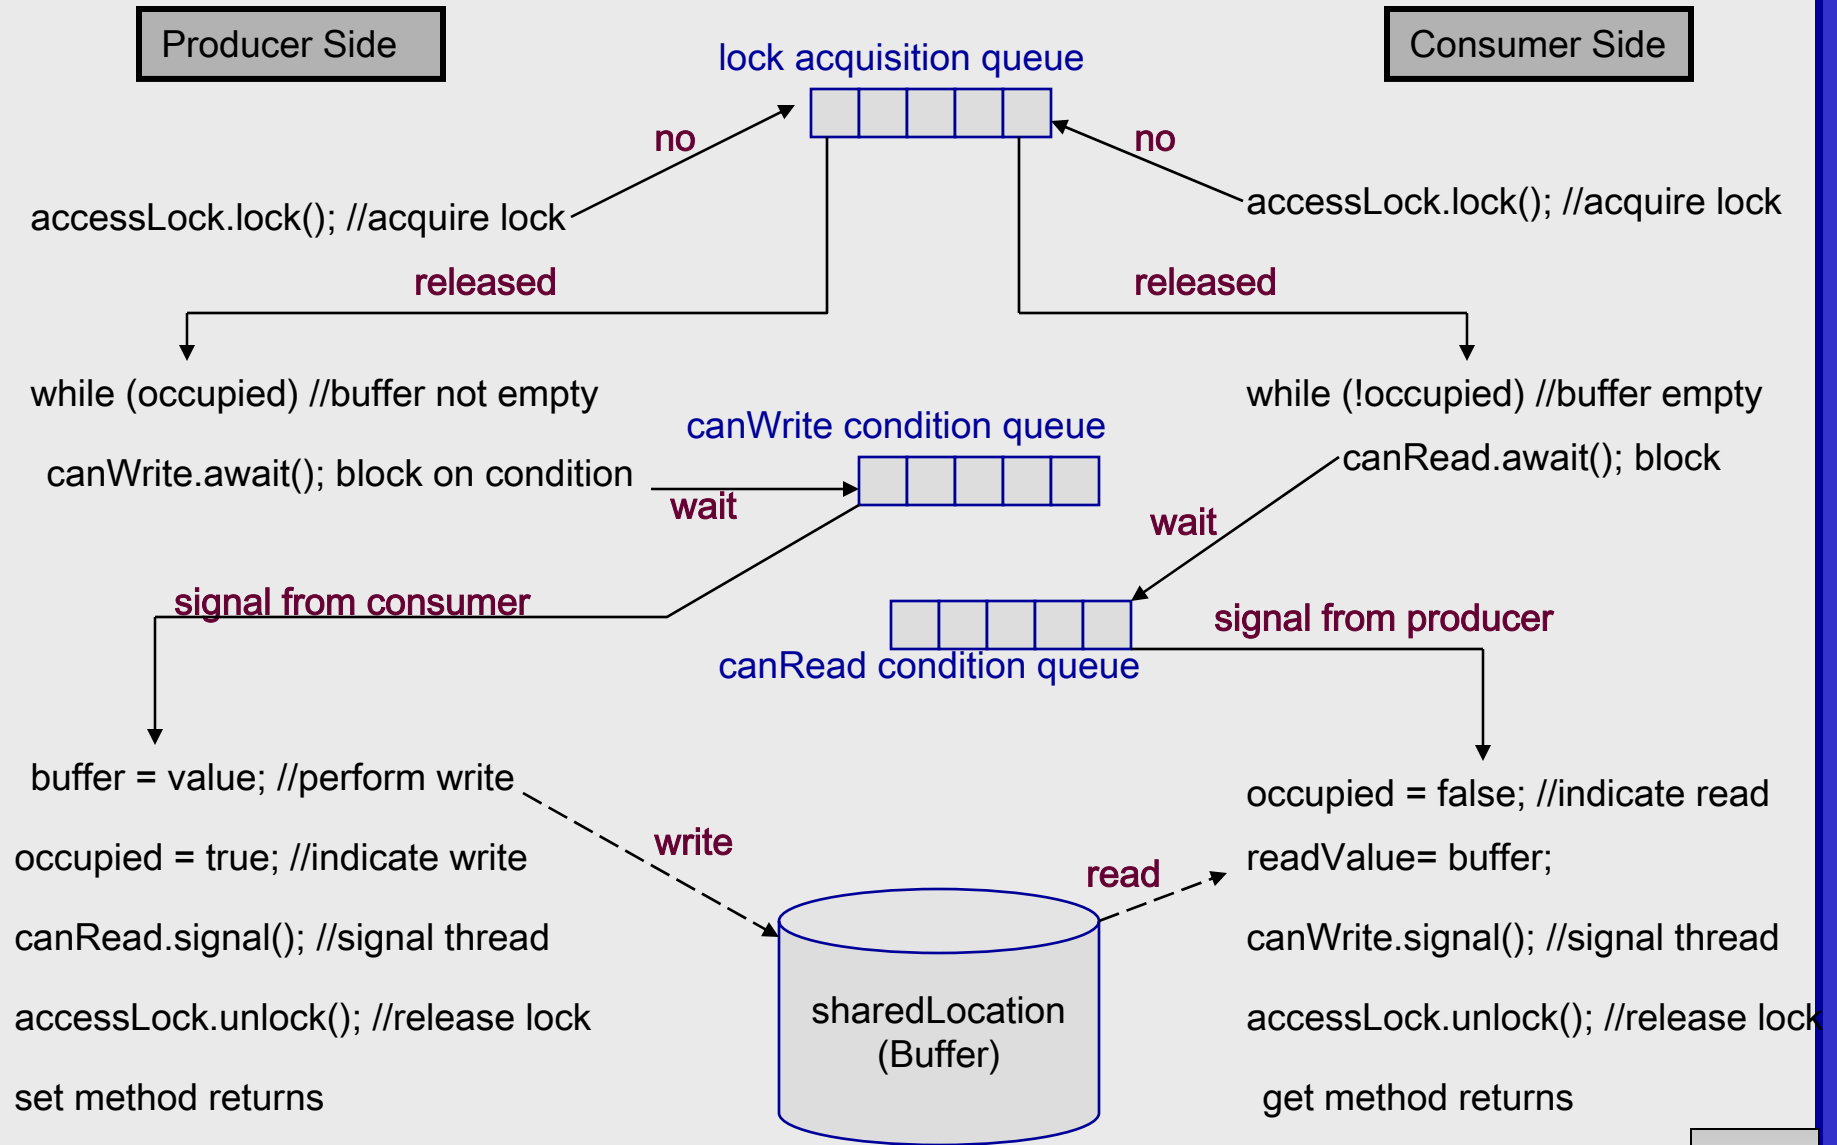 Producer Side
lock acquisition queue
Consumer Side
no
no
accessLock.lock(); //acquire lock
accessLock.lock(); //acquire lock
released
released
while (occupied) //buffer not empty
while (!occupied) //buffer empty
canWrite condition queue
canWrite.await(); block on condition
canRead.await(); block
wait
wait
signal from consumer
signal from producer
canRead condition queue
buffer = value; //perform write
occupied = false; //indicate read
write
occupied = true; //indicate write
readValue= buffer;
read
canRead.signal(); //signal thread
canWrite.signal(); //signal thread
sharedLocation
(Buffer)
accessLock.unlock(); //release lock
accessLock.unlock(); //release lock
set method returns
get method returns